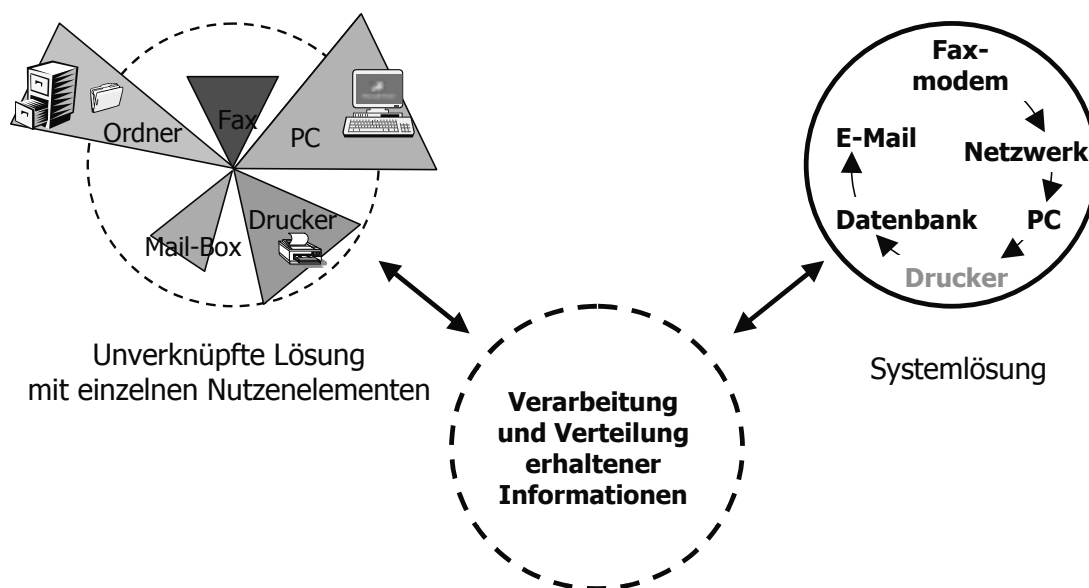 Ordner
Fax
PC
Mail-Box
Drucker
Unverknüpfte Lösung
mit einzelnen Nutzenelementen
Verarbeitung
und Verteilung
erhaltener
Informationen
Fax-
modem
E-Mail
Netzwerk
Datenbank
PC
Drucker
Systemlösung